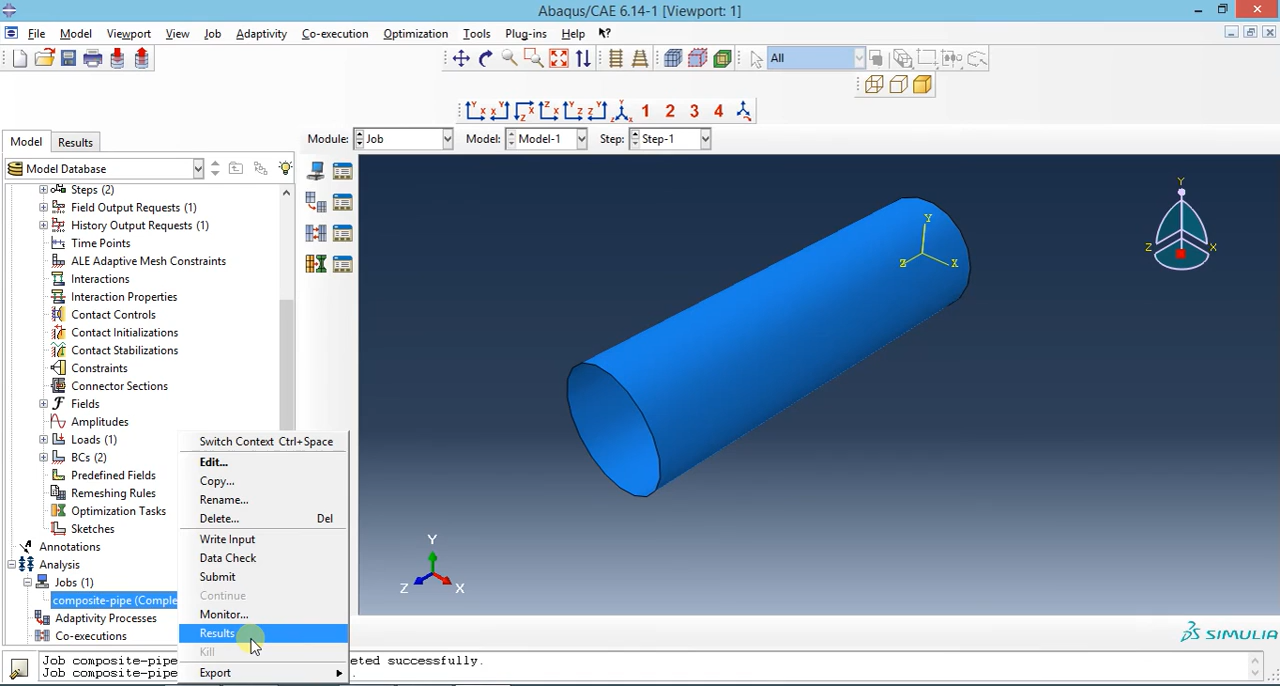 Abaqus/CAE 6.14-1 [Viewport: 1]
File Model Viewport View Job Adaptivity Co-execution Optimization Tools Plug-ins Help
All
1 2 3 4
Model Results
Module: Job Model: Model-1 Step: Step-1
Model Database
Steps (2)
Field Output Requests (1)
History Output Requests (1)
Time Points
ALE Adaptive Mesh Constraints
Interactions
Interaction Properties
Contact Controls
Contact Initializations
Contact Stabilizations
Constraints
Connector Sections
Fields
Amplitudes
Loads (1)
BCs (2)
Predefined Fields
Remeshing Rules
Optimization Tasks
Sketches
Annotations
Analysis
Jobs (1)
composite-pipe (Comple
Adaptivity Processes
Co-executions
Switch Context Ctrl+Space
Edit...
Copy...
Rename...
Delete... Del
Write Input
Data Check
Submit
Continue
Monitor...
Results
Kill
Export
Y
Z X
Y
Z X
Y
Z X
SIMULIA
Job composite-pipe eted successfully.
Job composite-pipe .